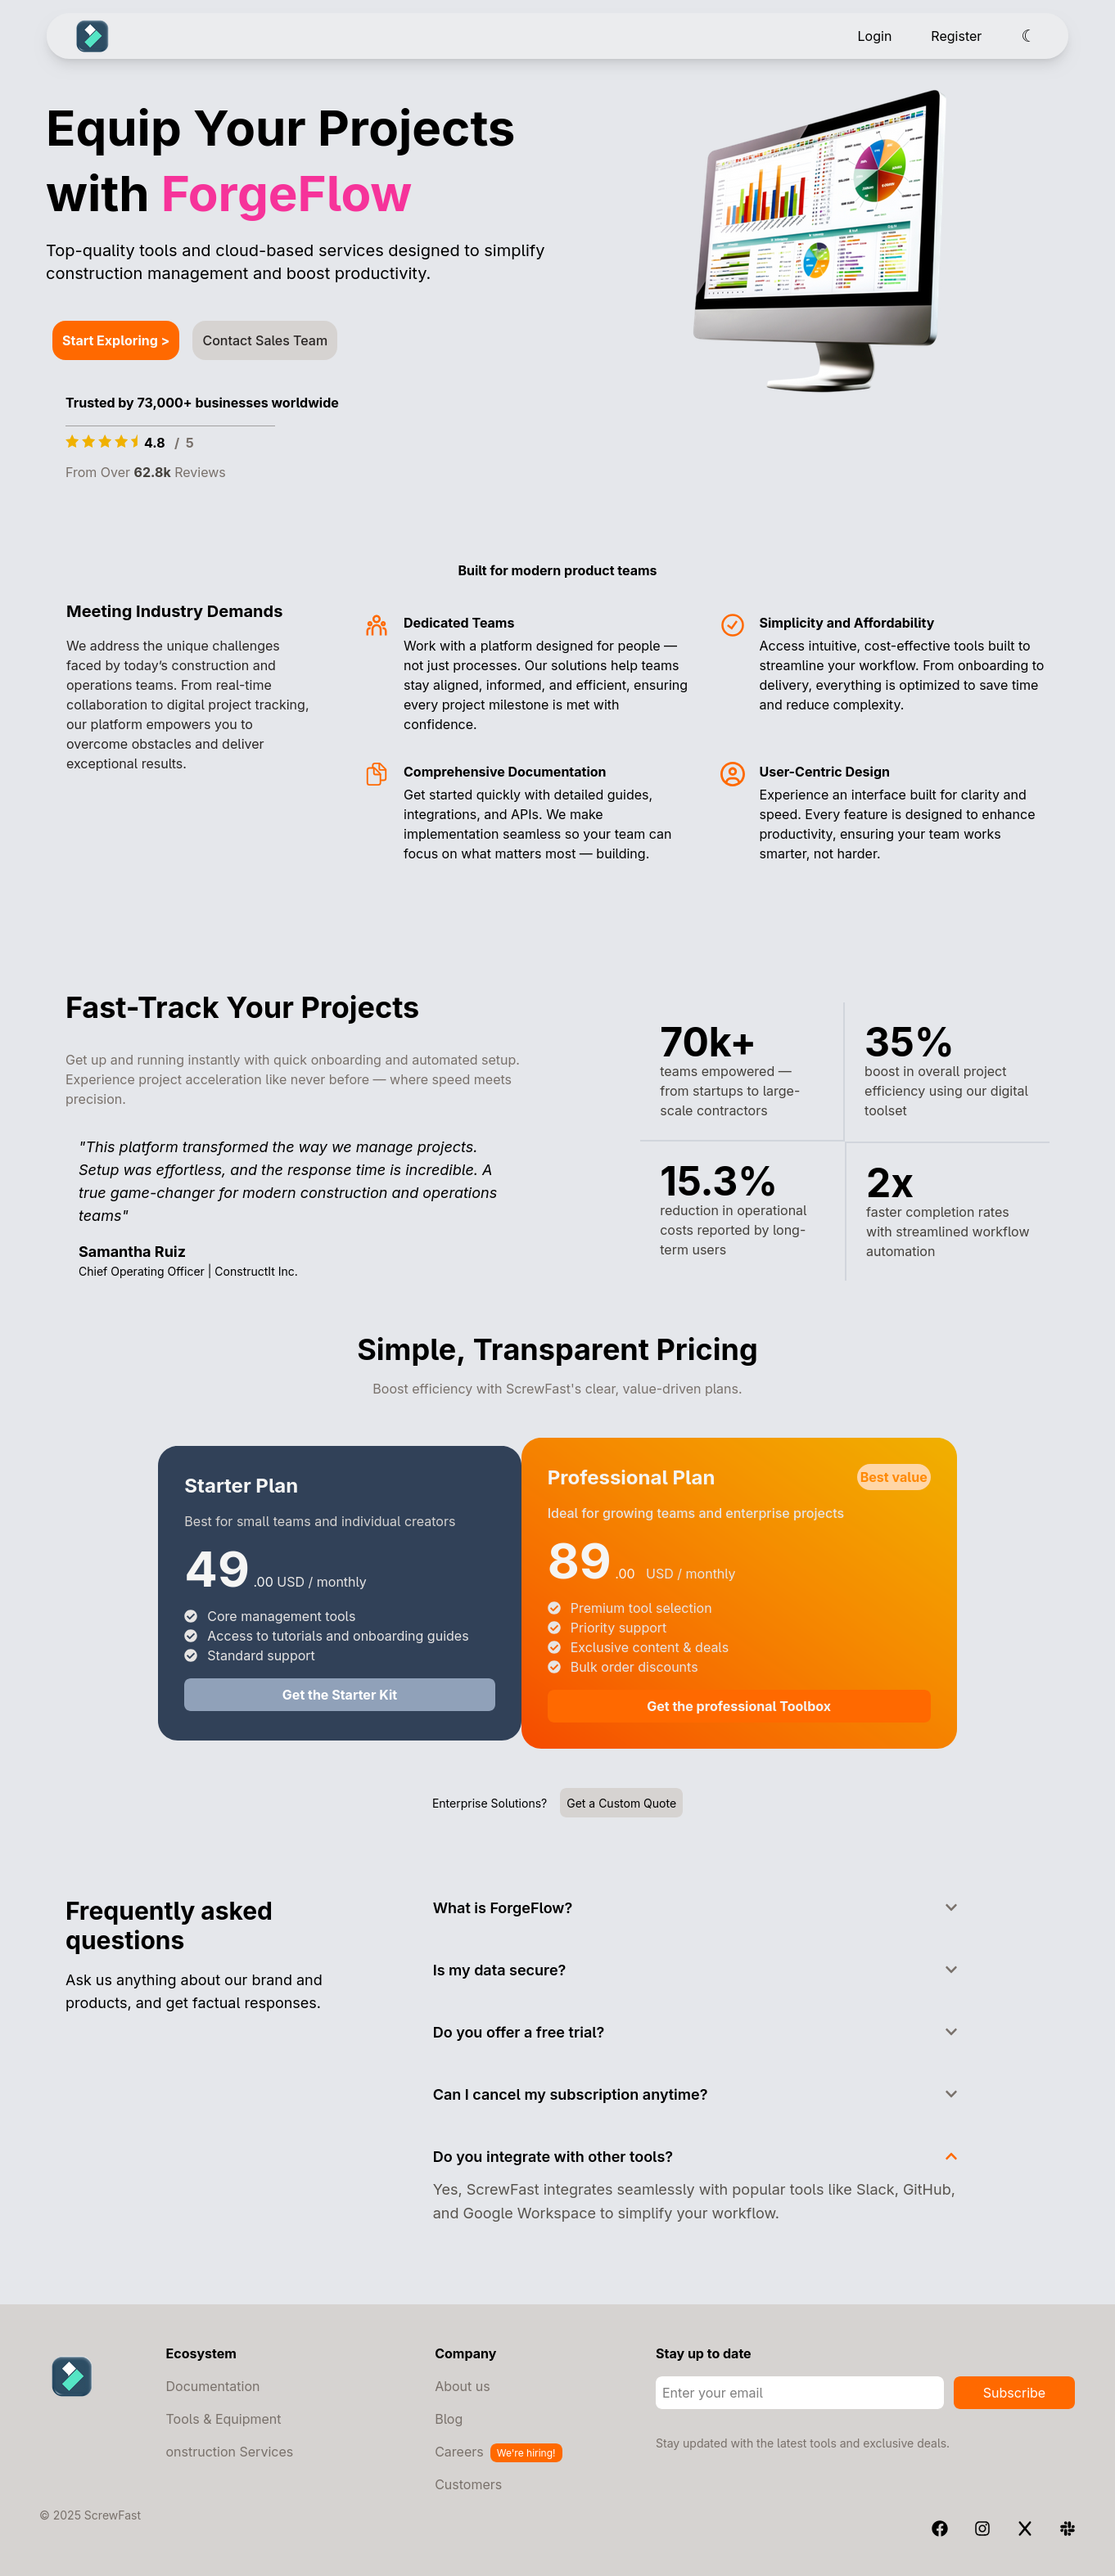 Login
Register
Equip Your Projects
with ForgeFlow
Top-quality tools and cloud-based services designed to simplify
construction management and boost productivity.
Start Exploring >
Contact Sales Team
Trusted by 73,000+ businesses worldwide
4.8 / 5
From Over 62.8k Reviews
Built for modern product teams
Meeting Industry Demands
We address the unique challenges
faced by today’s construction and
operations teams. From real-time
collaboration to digital project tracking,
our platform empowers you to
overcome obstacles and deliver
exceptional results.
Dedicated Teams
Work with a platform designed for people —
not just processes. Our solutions help teams
stay aligned, informed, and efficient, ensuring
every project milestone is met with
confidence.
Simplicity and Affordability
Access intuitive, cost-effective tools built to
streamline your workflow. From onboarding to
delivery, everything is optimized to save time
and reduce complexity.
Comprehensive Documentation
Get started quickly with detailed guides,
integrations, and APIs. We make
implementation seamless so your team can
focus on what matters most — building.
User-Centric Design
Experience an interface built for clarity and
speed. Every feature is designed to enhance
productivity, ensuring your team works
smarter, not harder.
Fast-Track Your Projects
Get up and running instantly with quick onboarding and automated setup.
Experience project acceleration like never before — where speed meets
precision.
"This platform transformed the way we manage projects.
Setup was effortless, and the response time is incredible. A
true game-changer for modern construction and operations
teams"
Samantha Ruiz
Chief Operating Officer | ConstructIt Inc.
70k+
teams empowered —
from startups to large-
scale contractors
35%
boost in overall project
efficiency using our digital
toolset
15.3%
reduction in operational
costs reported by long-
term users
2x
faster completion rates
with streamlined workflow
automation
Simple, Transparent Pricing
Boost efficiency with ScrewFast's clear, value-driven plans.
Starter Plan
Best for small teams and individual creators
49 .00 USD / monthly
Core management tools
Access to tutorials and onboarding guides
Standard support
Get the Starter Kit
Professional Plan
Best value
Ideal for growing teams and enterprise projects
89 .00 USD / monthly
Premium tool selection
Priority support
Exclusive content & deals
Bulk order discounts
Get the professional Toolbox
Enterprise Solutions?
Get a Custom Quote
Frequently asked
questions
Ask us anything about our brand and
products, and get factual responses.
What is ForgeFlow?
Is my data secure?
Do you offer a free trial?
Can I cancel my subscription anytime?
Do you integrate with other tools?
Yes, ScrewFast integrates seamlessly with popular tools like Slack, GitHub,
and Google Workspace to simplify your workflow.
Ecosystem
Documentation
Tools & Equipment
onstruction Services
Company
About us
Blog
Careers We're hiring!
Customers
Stay up to date
Enter your email
Subscribe
Stay updated with the latest tools and exclusive deals.
© 2025 ScrewFast